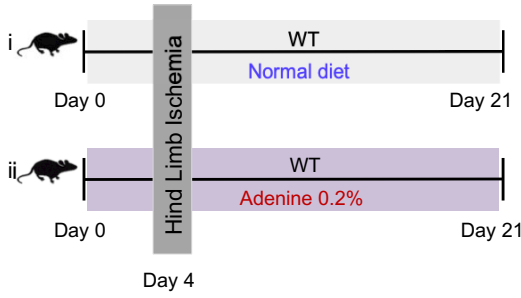 i
WT
Normal diet
Day 0
Day 21
Hind Limb Ischemia
ii
WT
Adenine 0.2%
Day 0
Day 21
Day 4